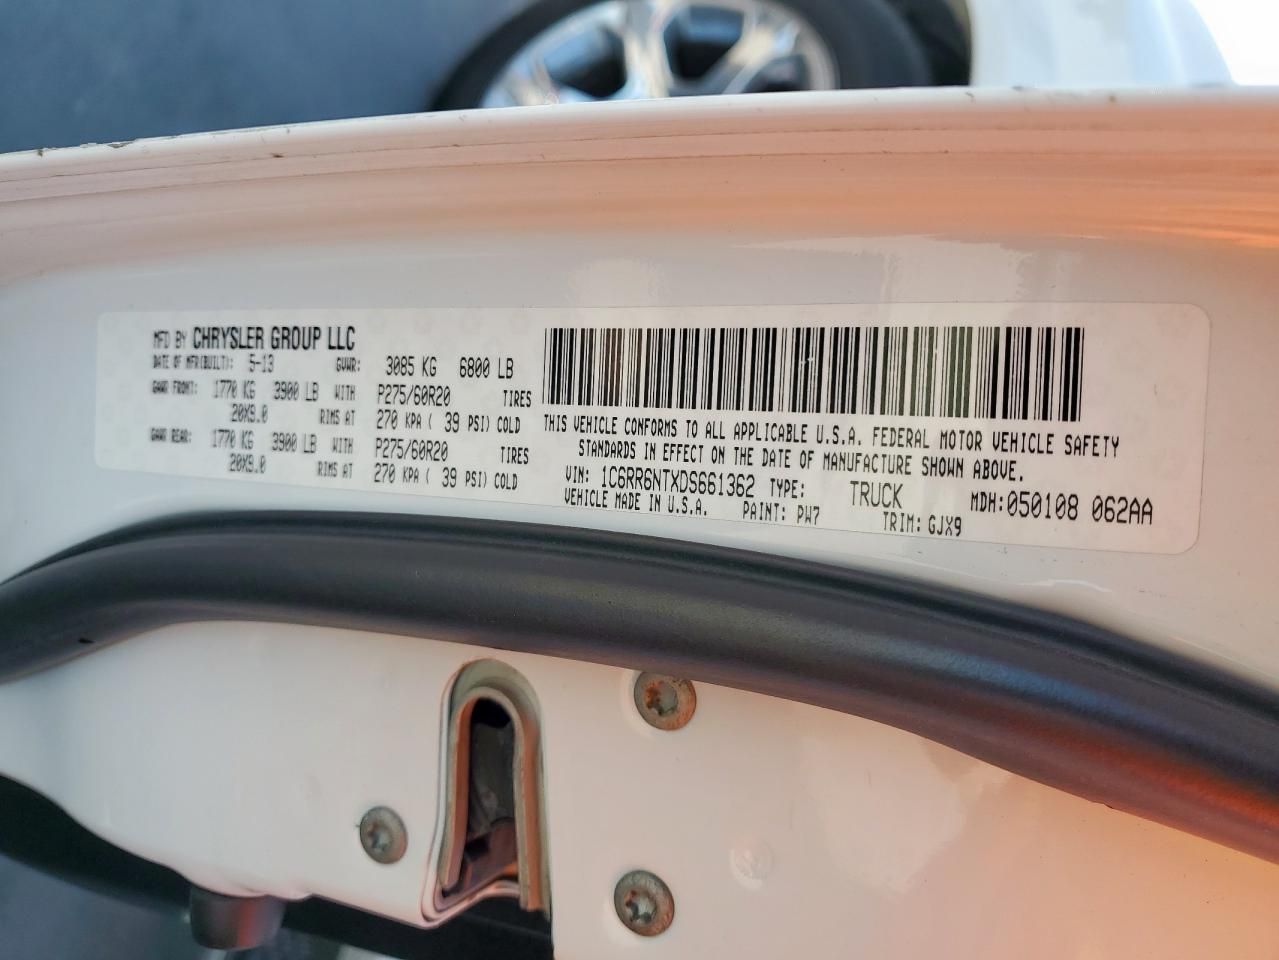 MFD BY CHRYSLER GROUP LLC
DATE OF MFR(BUILT): 5-13 GVWR: 3085 KG 6800 LB
GAWR FRONT: 1770 KG 3900 LB WITH P275/60R20 TIRES
20X9.0 RIMS AT 270 KPA ( 39 PSI) COLD
GAWR REAR: 1770 KG 3900 LB WITH P275/60R20 TIRES
20X9.0 RIMS AT 270 KPA ( 39 PSI) COLD
THIS VEHICLE CONFORMS TO ALL APPLICABLE U.S.A. FEDERAL MOTOR VEHICLE SAFETY
STANDARDS IN EFFECT ON THE DATE OF MANUFACTURE SHOWN ABOVE.
VIN: 1C6RR6NTXDS661362 TYPE: TRUCK MDH: 050108 062AA
VEHICLE MADE IN U.S.A. PAINT: PW7 TRIM: GJX9